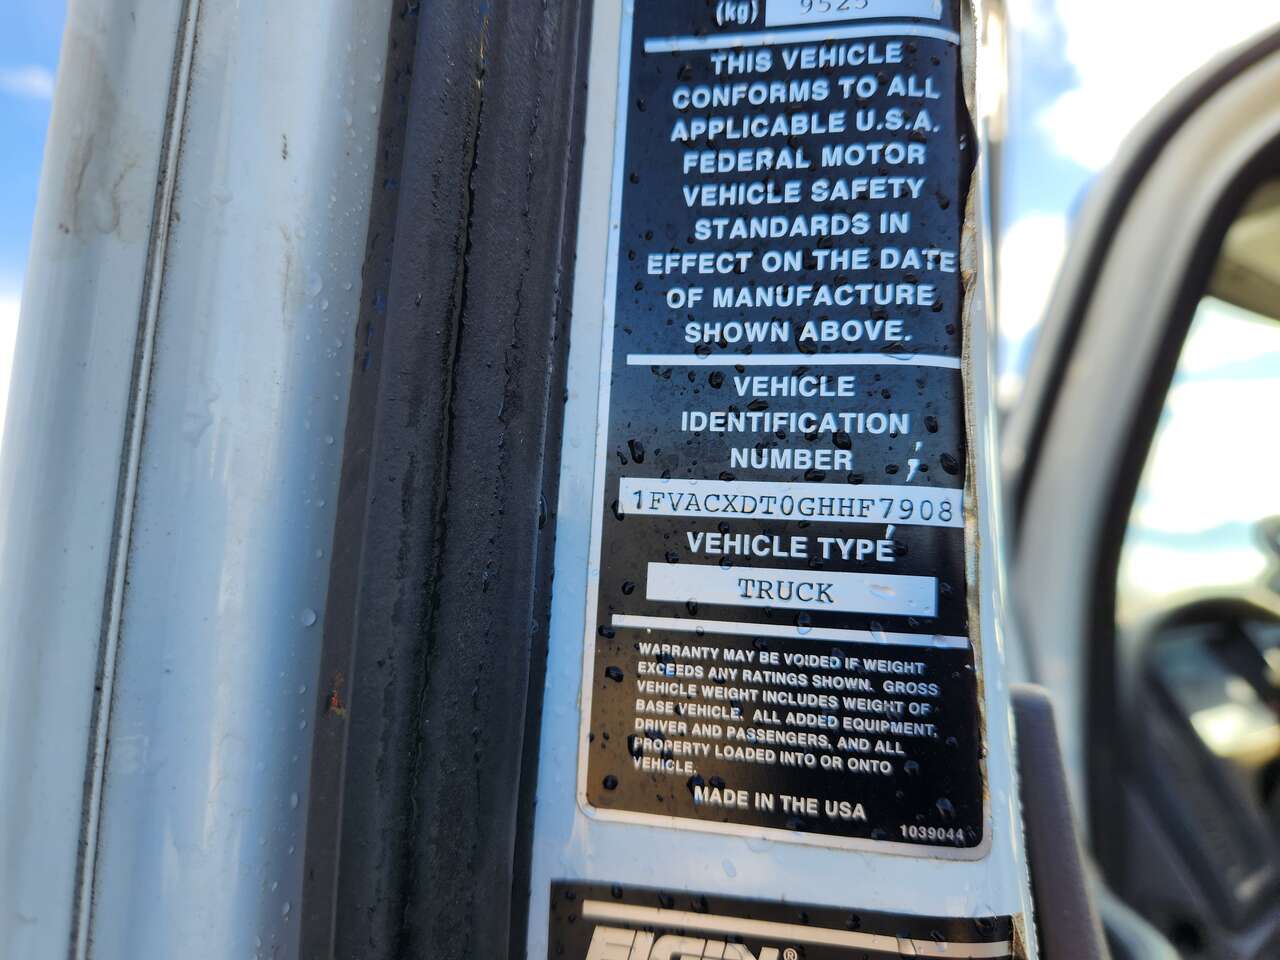 (kg) 9525
THIS VEHICLE
CONFORMS TO ALL
APPLICABLE U.S.A.
FEDERAL MOTOR
VEHICLE SAFETY
STANDARDS IN
EFFECT ON THE DATE
OF MANUFACTURE
SHOWN ABOVE.
VEHICLE
IDENTIFICATION
NUMBER
1FVACXDT0GHHF7908
VEHICLE TYPE
TRUCK
WARRANTY MAY BE VOIDED IF WEIGHT
EXCEEDS ANY RATINGS SHOWN. GROSS
VEHICLE WEIGHT INCLUDES WEIGHT OF
BASE VEHICLE. ALL ADDED EQUIPMENT,
DRIVER AND PASSENGERS, AND ALL
PROPERTY LOADED INTO OR ONTO
VEHICLE.
MADE IN THE USA
1039044
ELGIN®